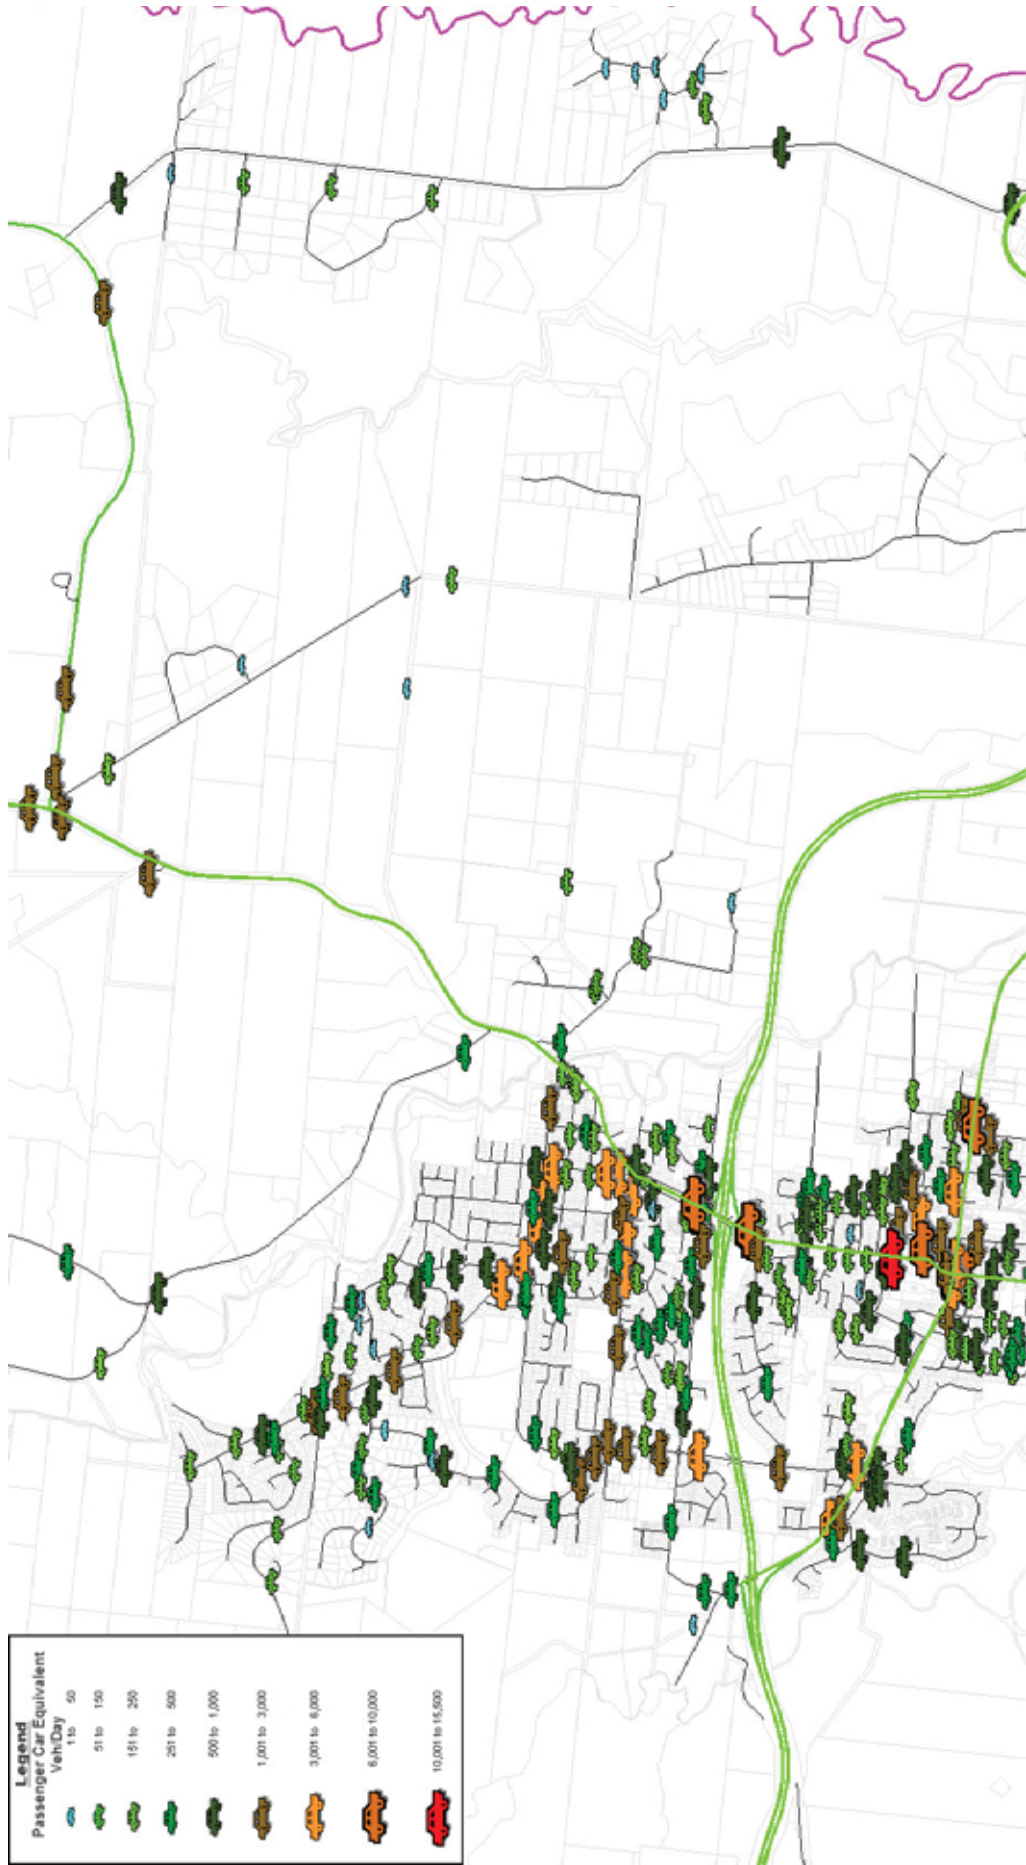 Legend
Passenger Car Equivalent
Veh/Day
1 to 50
51 to 150
151 to 250
251 to 500
500 to 1,000
1,001 to 3,000
3,001 to 6,000
6,001 to 10,000
10,001 to 15,500